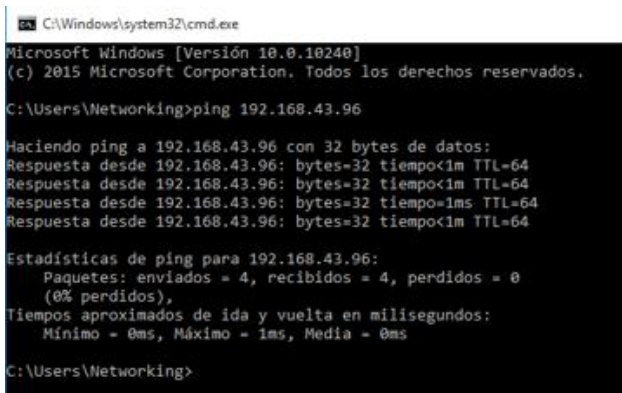 C:\Windows\system32\cmd.exe
Microsoft Windows [Versión 10.0.10240]
(c) 2015 Microsoft Corporation. Todos los derechos reservados.
C:\Users\Networking>ping 192.168.43.96
Haciendo ping a 192.168.43.96 con 32 bytes de datos:
Respuesta desde 192.168.43.96: bytes=32 tiempo<1m TTL=64
Respuesta desde 192.168.43.96: bytes=32 tiempo<1m TTL=64
Respuesta desde 192.168.43.96: bytes=32 tiempo=1ms TTL=64
Respuesta desde 192.168.43.96: bytes=32 tiempo<1m TTL=64
Estadísticas de ping para 192.168.43.96:
Paquetes: enviados = 4, recibidos = 4, perdidos = 0
(0% perdidos),
Tiempos aproximados de ida y vuelta en milisegundos:
Mínimo = 0ms, Máximo = 1ms, Media = 0ms
C:\Users\Networking>